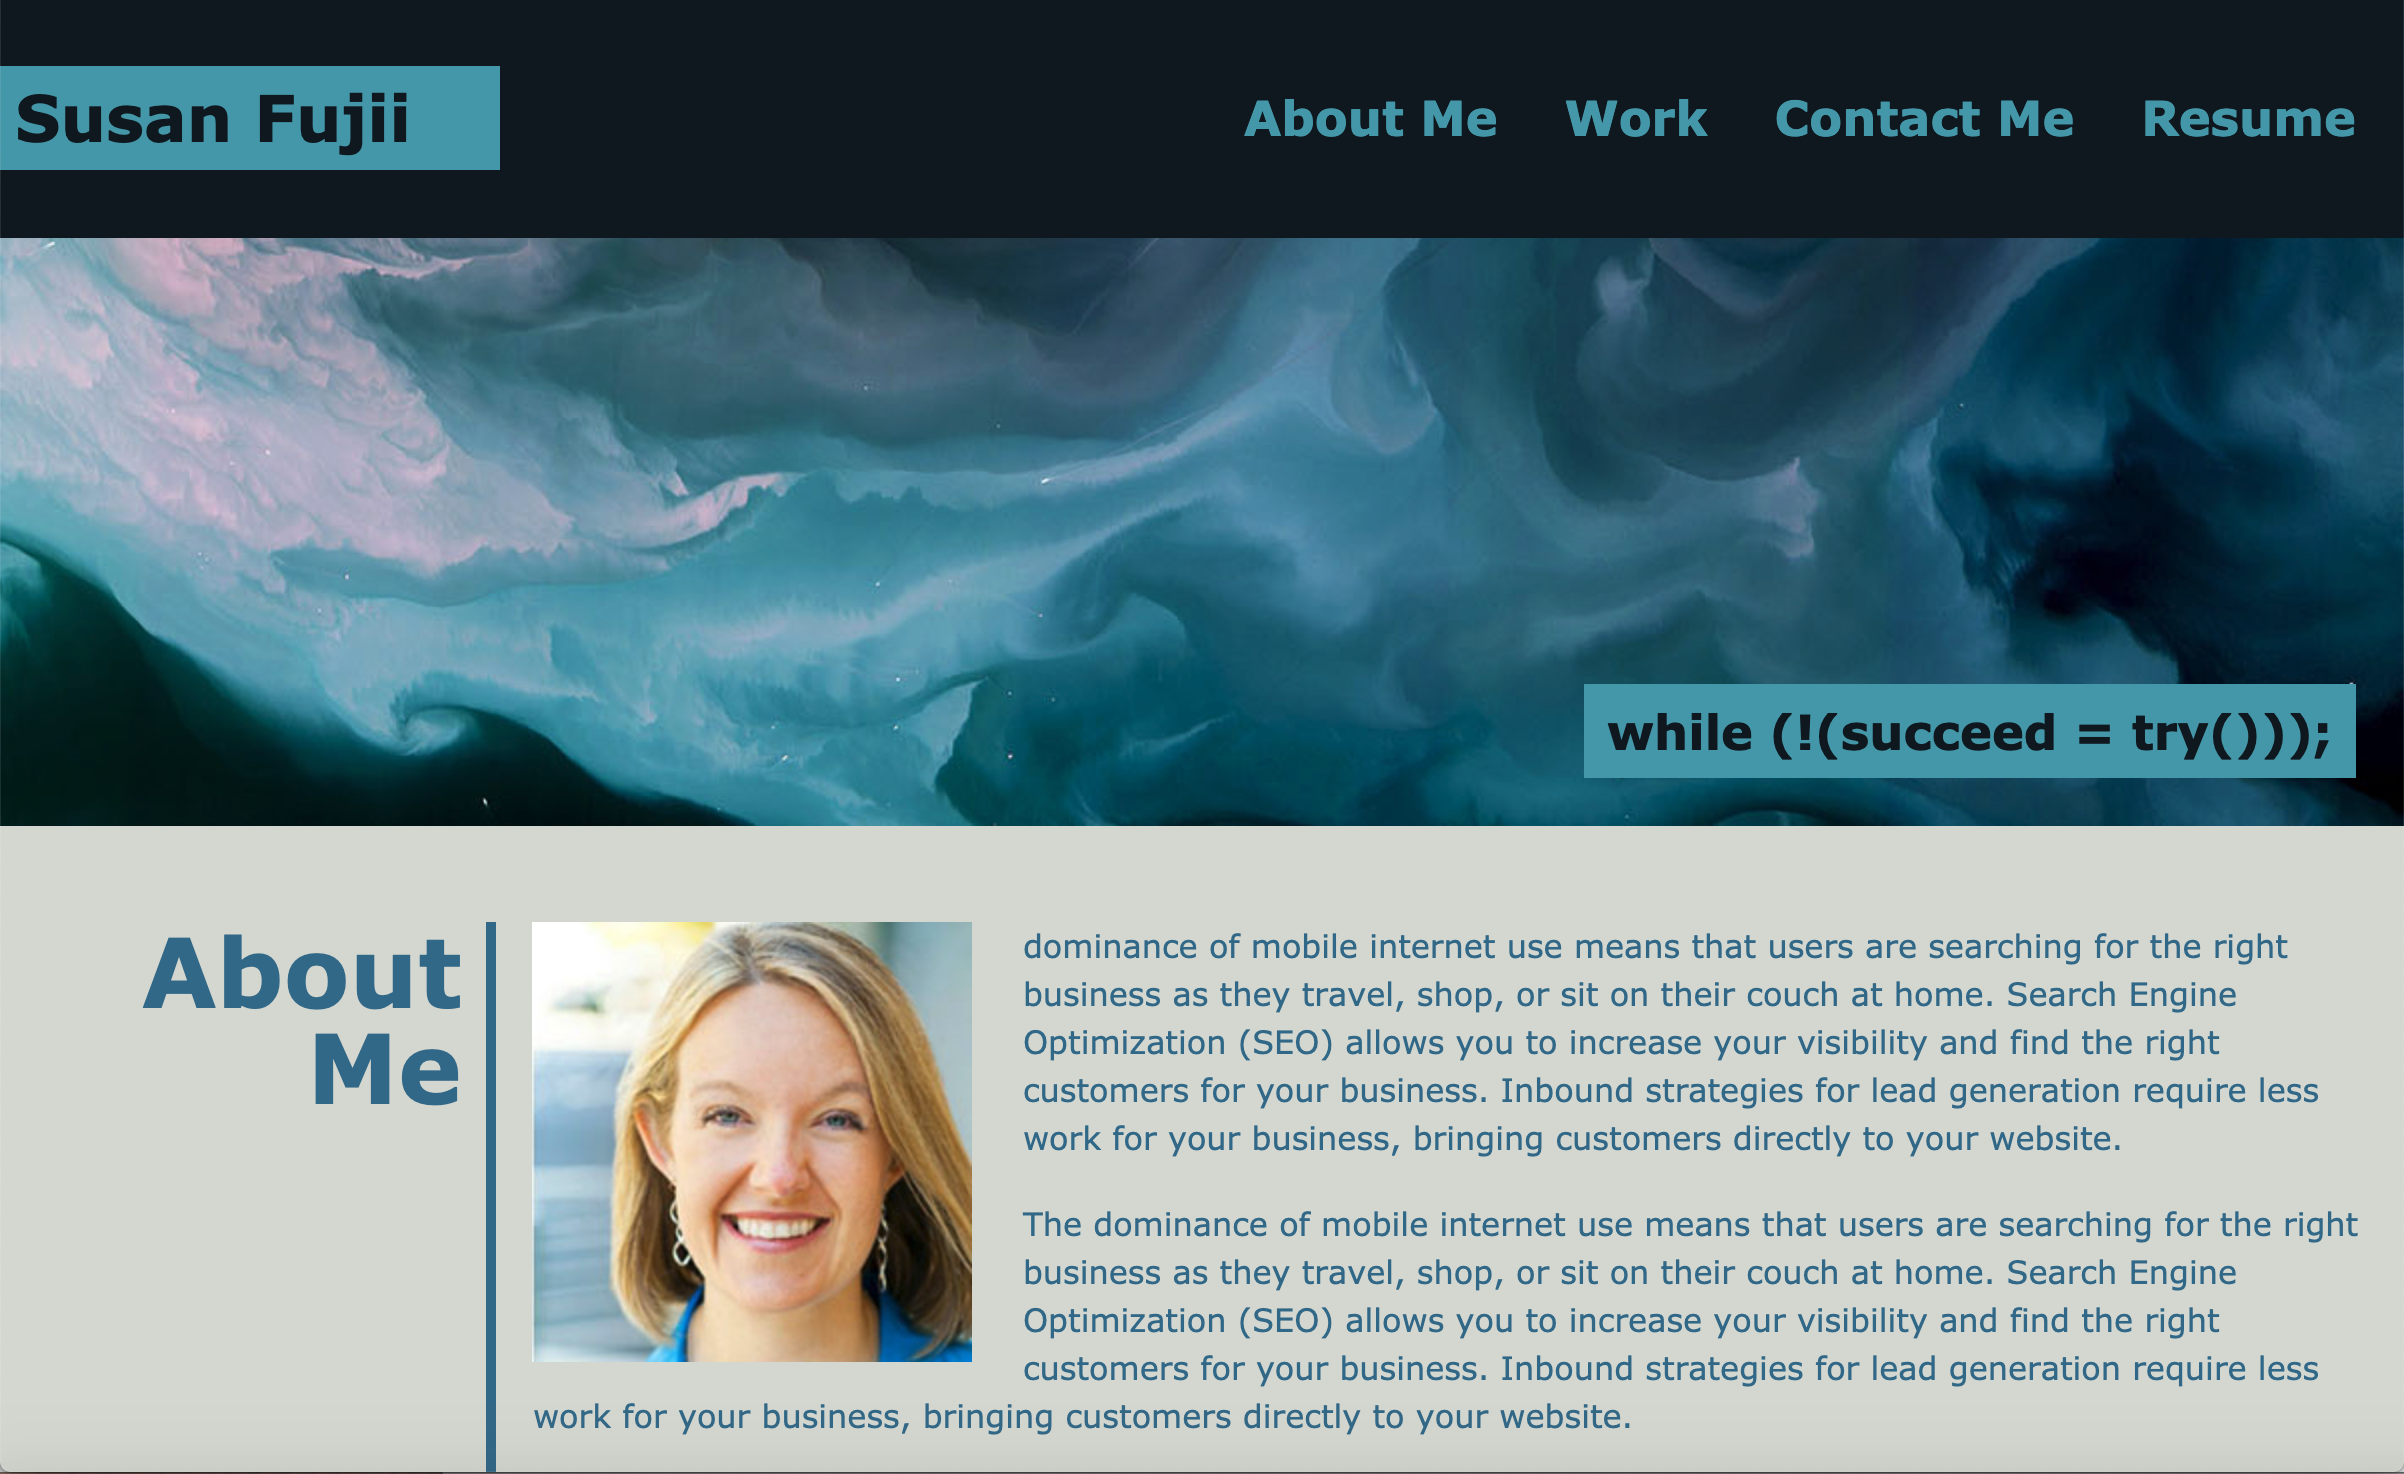 Susan Fujii
About Me Work Contact Me Resume
while (!(succeed = try()));
About
Me
dominance of mobile internet use means that users are searching for the right
business as they travel, shop, or sit on their couch at home. Search Engine
Optimization (SEO) allows you to increase your visibility and find the right
customers for your business. Inbound strategies for lead generation require less
work for your business, bringing customers directly to your website.
The dominance of mobile internet use means that users are searching for the right
business as they travel, shop, or sit on their couch at home. Search Engine
Optimization (SEO) allows you to increase your visibility and find the right
customers for your business. Inbound strategies for lead generation require less
work for your business, bringing customers directly to your website.